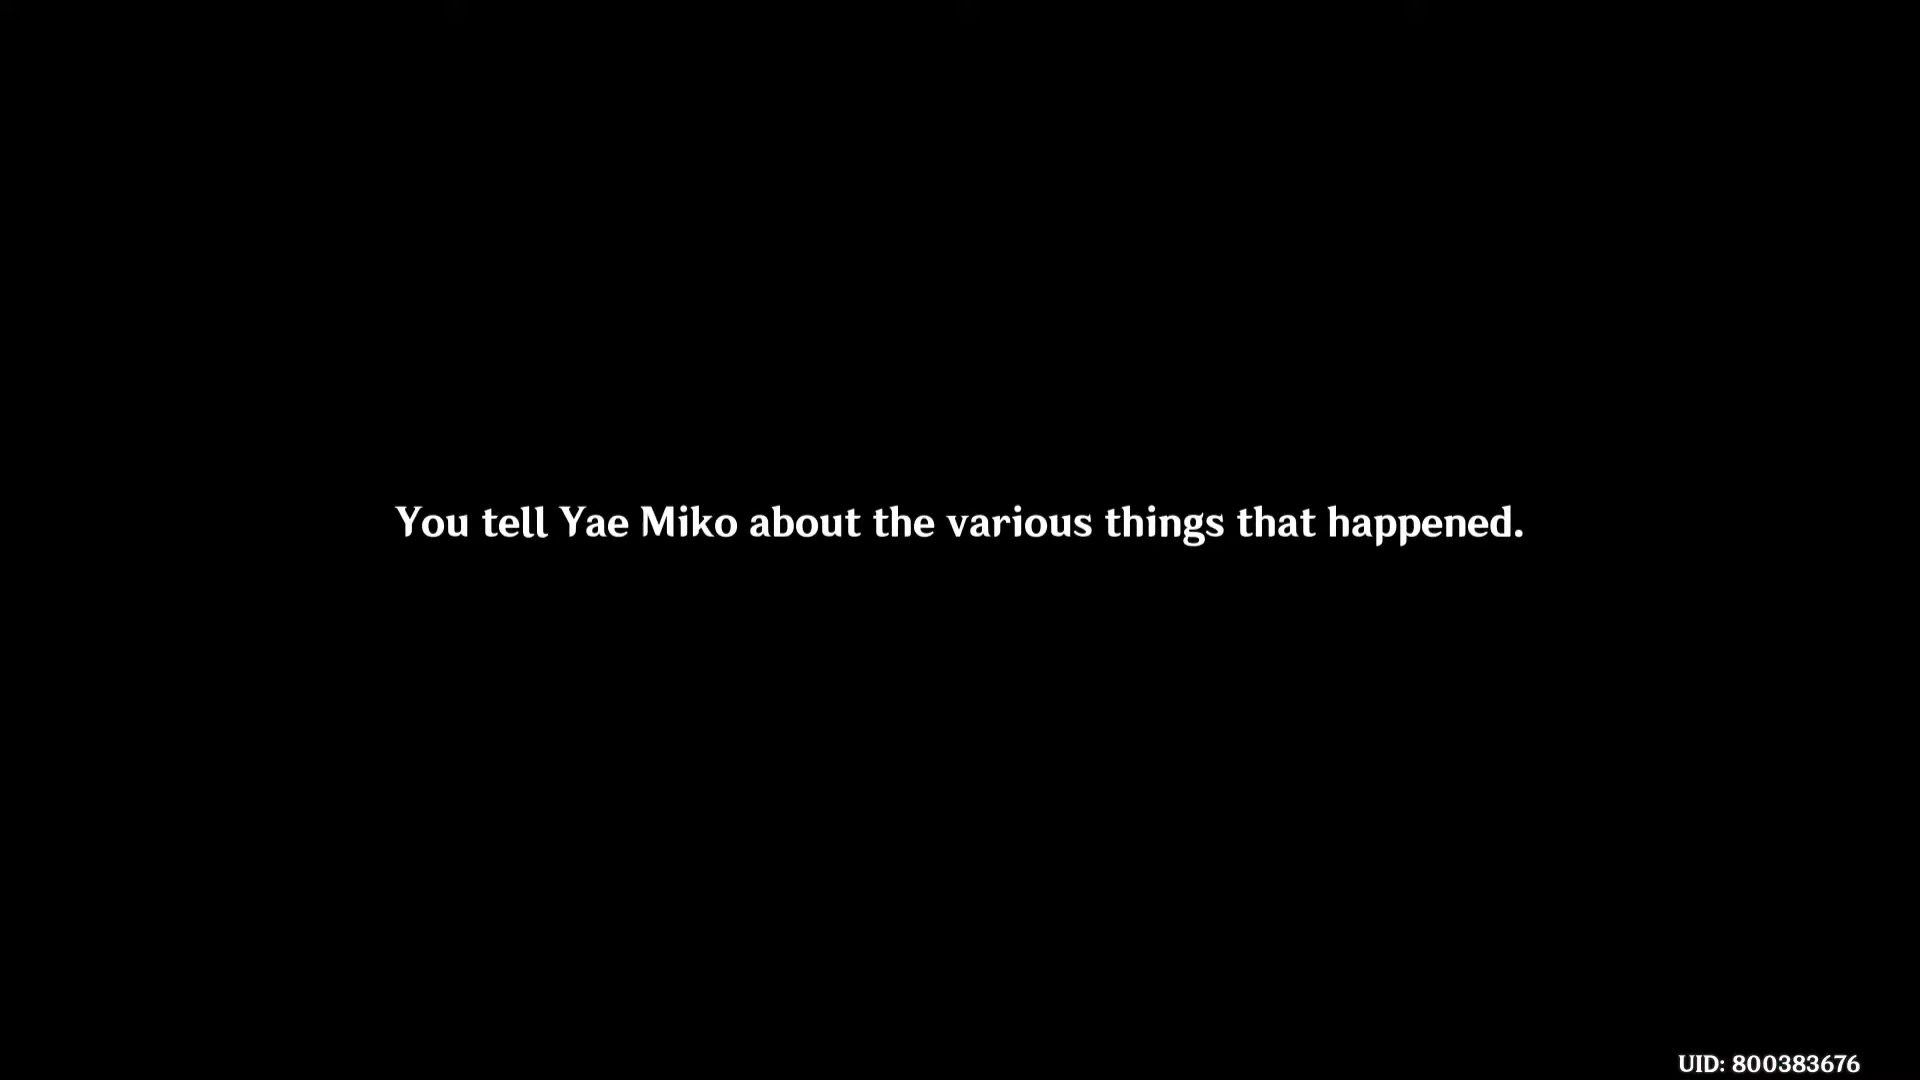 You tell Yae Miko about the various things that happened.
UID: 800383676